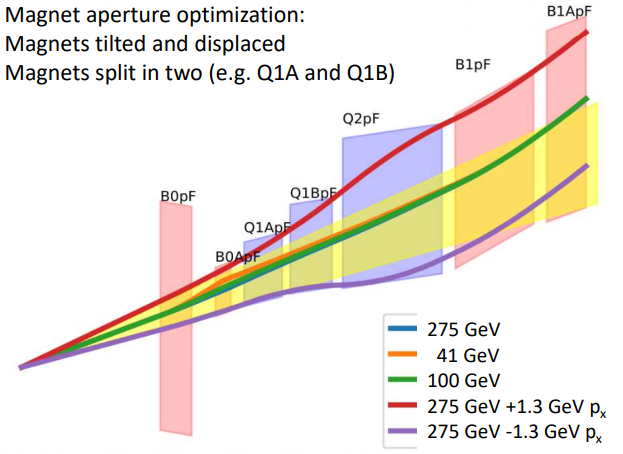 Magnet aperture optimization:
Magnets tilted and displaced
Magnets split in two (e.g. Q1A and Q1B)
B1ApF
B1pF
Q2pF
B0pF
Q1BpF
Q1ApF
B0ApF
275 GeV
41 GeV
100 GeV
275 GeV +1.3 GeV pₓ
275 GeV -1.3 GeV pₓ